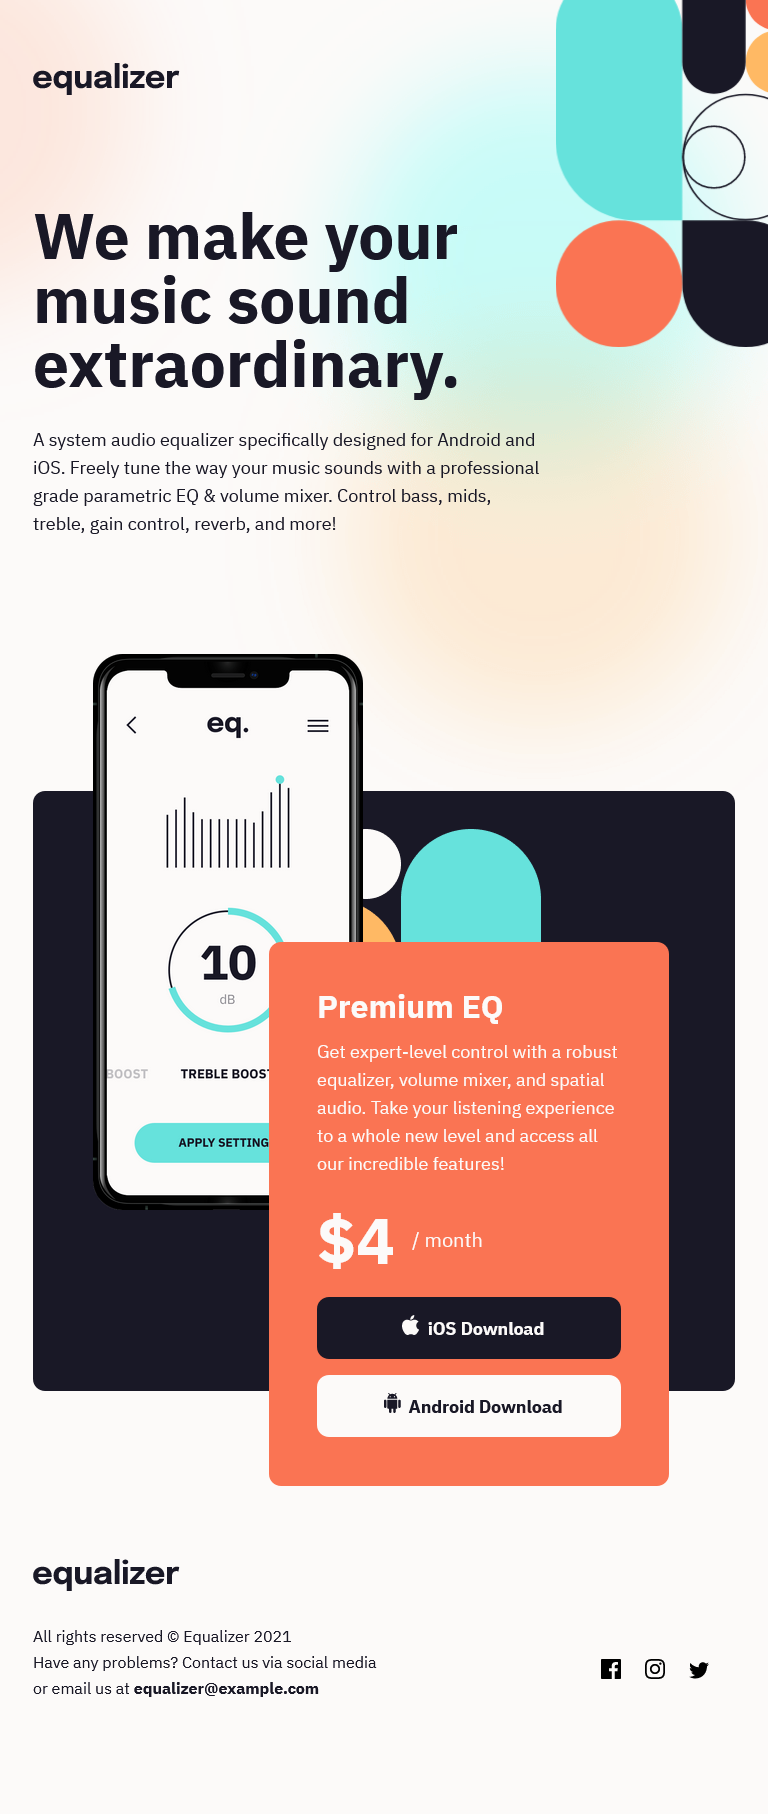 equalizer
We make your
music sound
extraordinary.
A system audio equalizer specifically designed for Android and
iOS. Freely tune the way your music sounds with a professional
grade parametric EQ & volume mixer. Control bass, mids,
treble, gain control, reverb, and more!
eq.
10
dB
BOOST TREBLE BOOST
APPLY SETTING
Premium EQ
Get expert-level control with a robust
equalizer, volume mixer, and spatial
audio. Take your listening experience
to a whole new level and access all
our incredible features!
$4 / month
iOS Download
Android Download
equalizer
All rights reserved © Equalizer 2021
Have any problems? Contact us via social media
or email us at equalizer@example.com